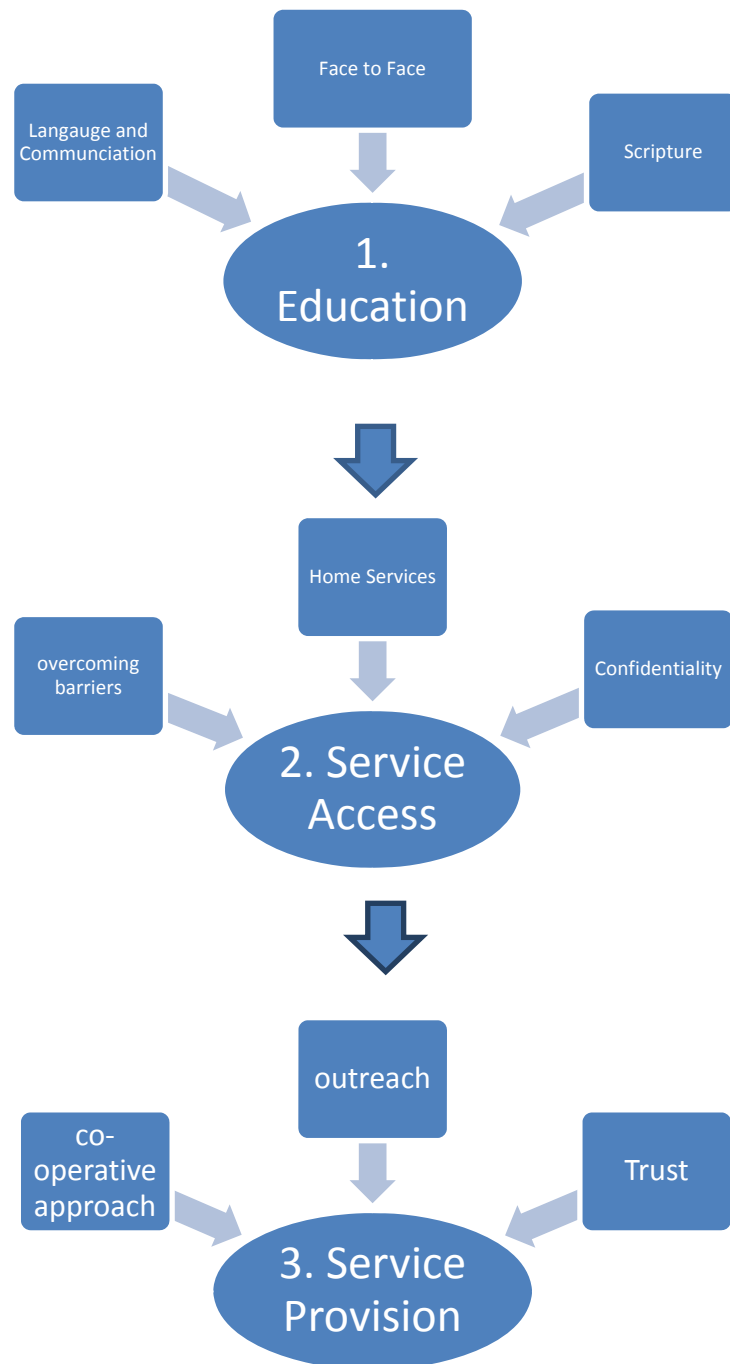 Face to Face
Langauge and
Communciation
Scripture
1.
Education
Home Services
overcoming
barriers
Confidentiality
2. Service
Access
outreach
co-
operative
approach
Trust
3. Service
Provision